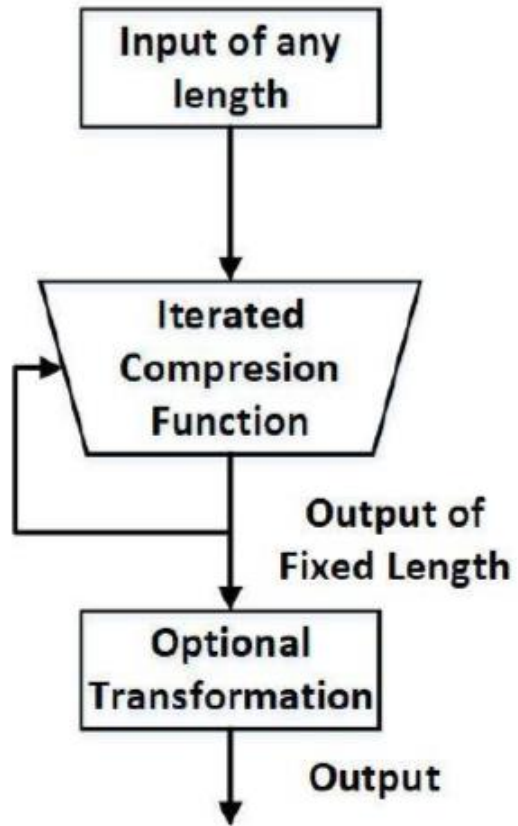 Input of any
length
Iterated
Compresion
Function
Output of
Fixed Length
Optional
Transformation
Output